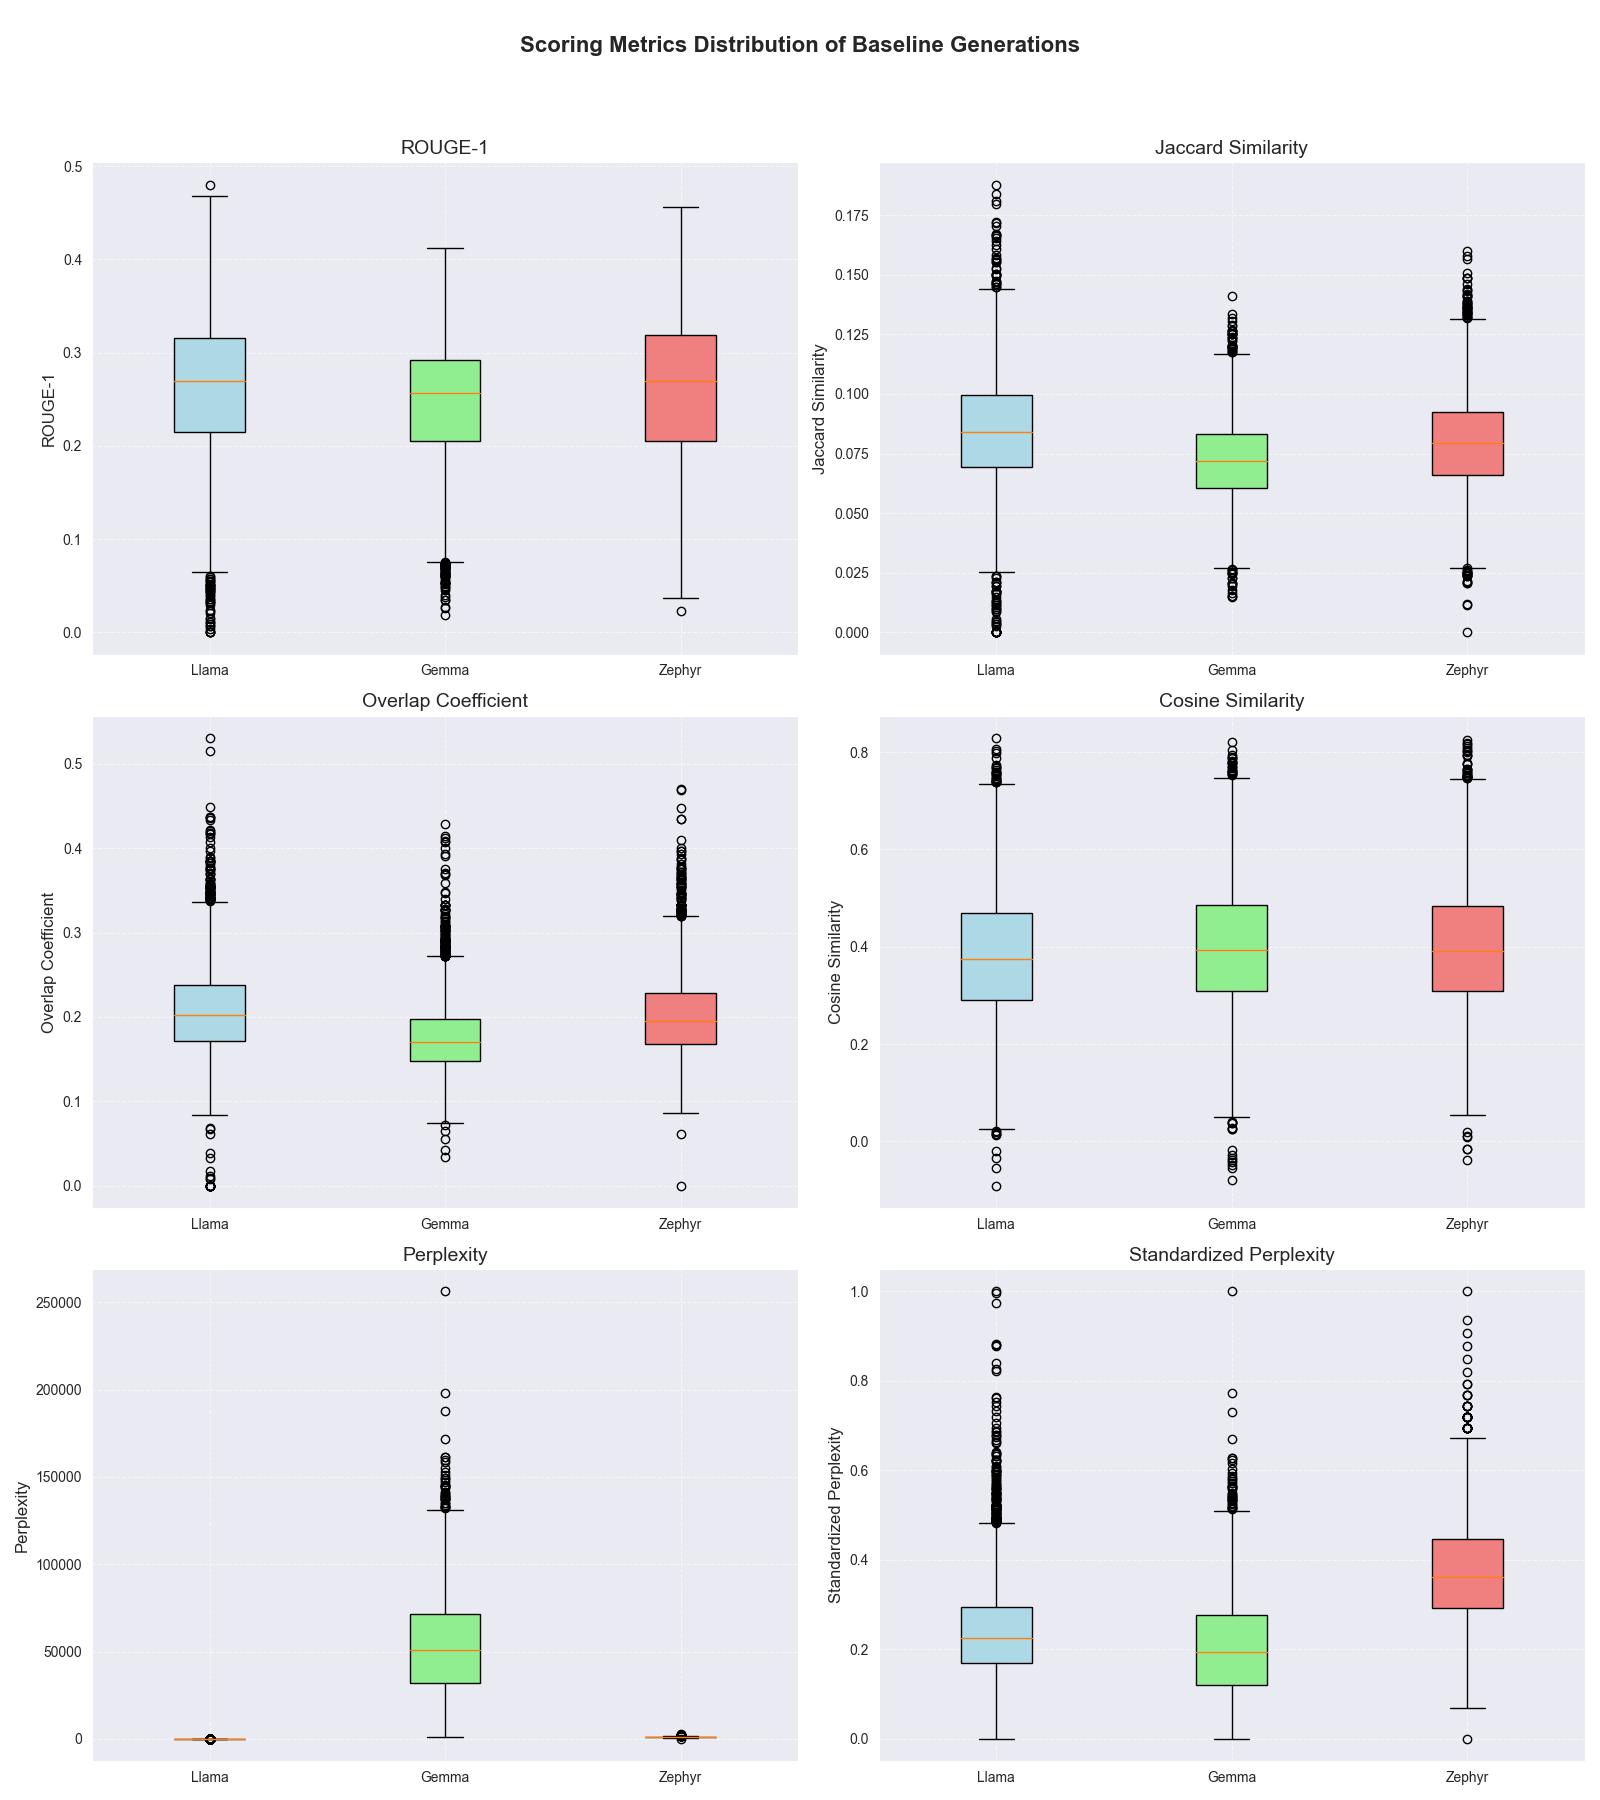 Scoring Metrics Distribution of Baseline Generations
ROUGE-1
ROUGE-1
0.5
0.4
0.3
0.2
0.1
0.0
Llama Gemma Zephyr
Jaccard Similarity
Jaccard Similarity
0.175
0.150
0.125
0.100
0.075
0.050
0.025
0.000
Llama Gemma Zephyr
Overlap Coefficient
Overlap Coefficient
0.5
0.4
0.3
0.2
0.1
0.0
Llama Gemma Zephyr
Cosine Similarity
Cosine Similarity
0.8
0.6
0.4
0.2
0.0
Llama Gemma Zephyr
Perplexity
Perplexity
250000
200000
150000
100000
50000
0
Llama Gemma Zephyr
Standardized Perplexity
Standardized Perplexity
1.0
0.8
0.6
0.4
0.2
0.0
Llama Gemma Zephyr